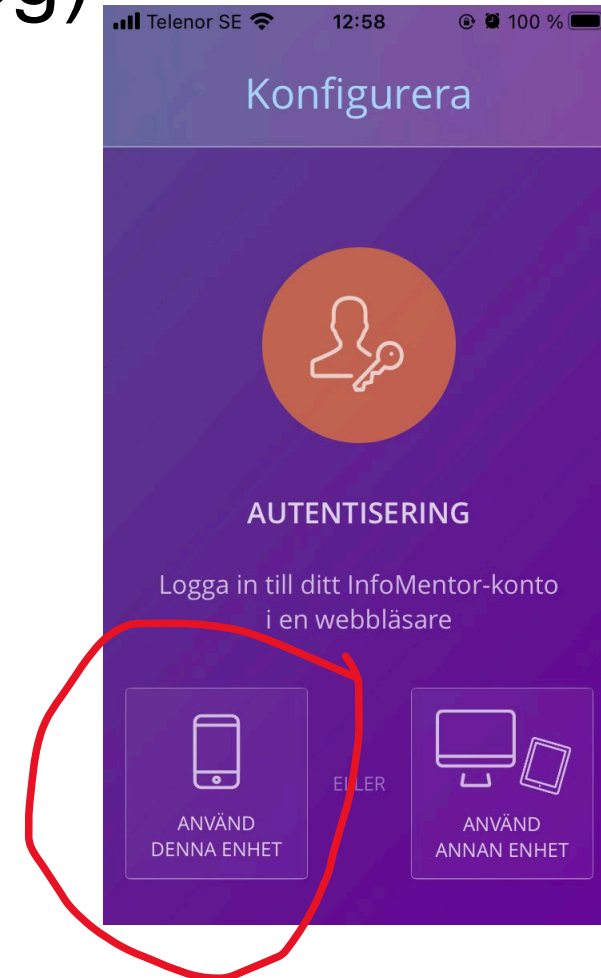 g)
Telenor SE 12:58 100 %
Konfigurera
AUTENTISERING
Logga in till ditt InfoMentor-konto
i en webbläsare
ANVÄND
DENNA ENHET
ELLER
ANVÄND
ANNAN ENHET